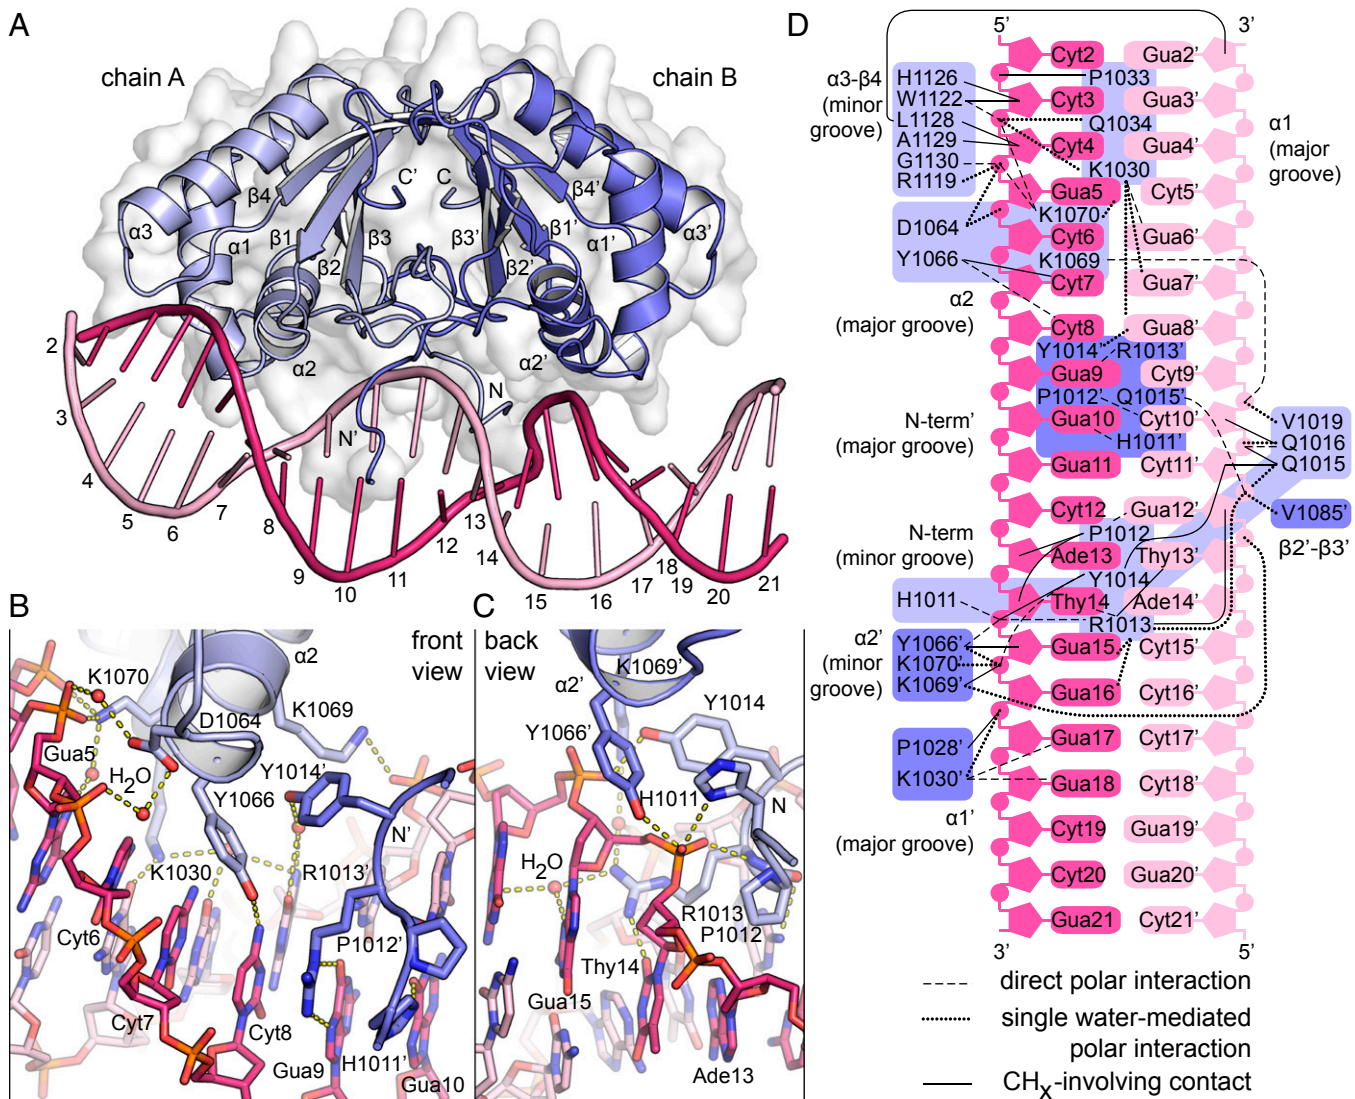 A
chain A
chain B
β4
C'
C
β4'
α3
α1
β1
β3
β3'
β1'
α1'
α3'
β2
β2'
α2
α2'
N
N'
2
3
4
5
6
7
8
9
10
11
12
13
14
15
16
17
18
19
20
21
B
α2
front
view
K1070
D1064
K1069
Gua5
H2O
Y1014'
Y1066
N'
K1030
R1013'
Cyt6
P1012'
Cyt7
Cyt8
Gua9
H1011'
Gua10
C
back
view
K1069'
α2'
Y1014
Y1066'
H1011
N
H2O
R1013
P1012
Thy14
Gua15
Ade13
D
5'
3'
Cyt2
Gua2'
α3-β4
(minor
groove)
H1126
W1122
L1128
A1129
G1130
R1119
P1033
Cyt3
Gua3'
Q1034
Cyt4
Gua4'
α1
(major
groove)
K1030
Gua5
Cyt5'
K1070
D1064
Cyt6
Gua6'
Y1066
K1069
Cyt7
Gua7'
α2
(major groove)
Cyt8
Gua8'
Y1014'
R1013'
Gua9
Cyt9'
P1012'
Q1015'
N-term'
(major groove)
Gua10
Cyt10'
H1011'
V1019
Q1016
Q1015
Gua11
Cyt11'
Cyt12
Gua12'
V1085'
β2'-β3'
P1012
N-term
(minor groove)
Ade13
Thy13'
Y1014
H1011
Thy14
Ade14'
R1013
α2'
(minor
groove)
Y1066'
K1070'
K1069'
Gua15
Cyt15'
Gua16
Cyt16'
P1028'
K1030'
Gua17
Cyt17'
Gua18
Cyt18'
α1'
(major groove)
Cyt19
Gua19'
Cyt20
Gua20'
Gua21
Cyt21'
3'
5'
direct polar interaction
single water-mediated
polar interaction
CHX-involving contact